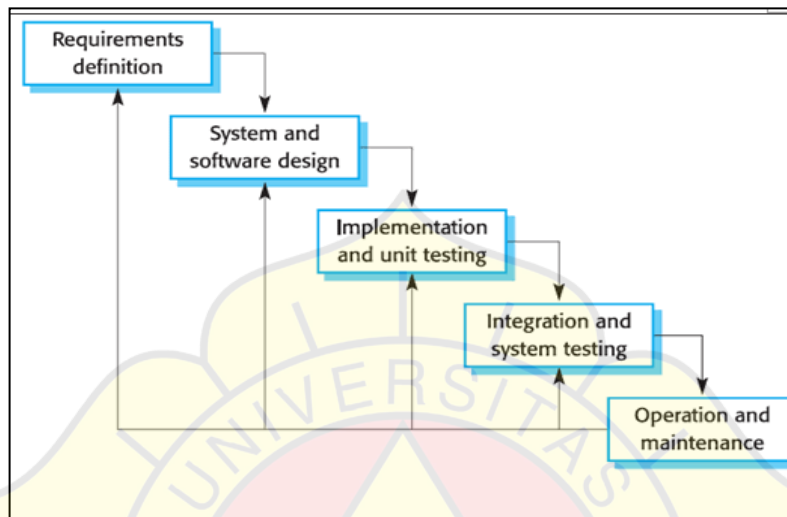 Requirements
definition
System and
software design
Implementation
and unit testing
Integration and
system testing
Operation and
maintenance
UNIVERSITAS